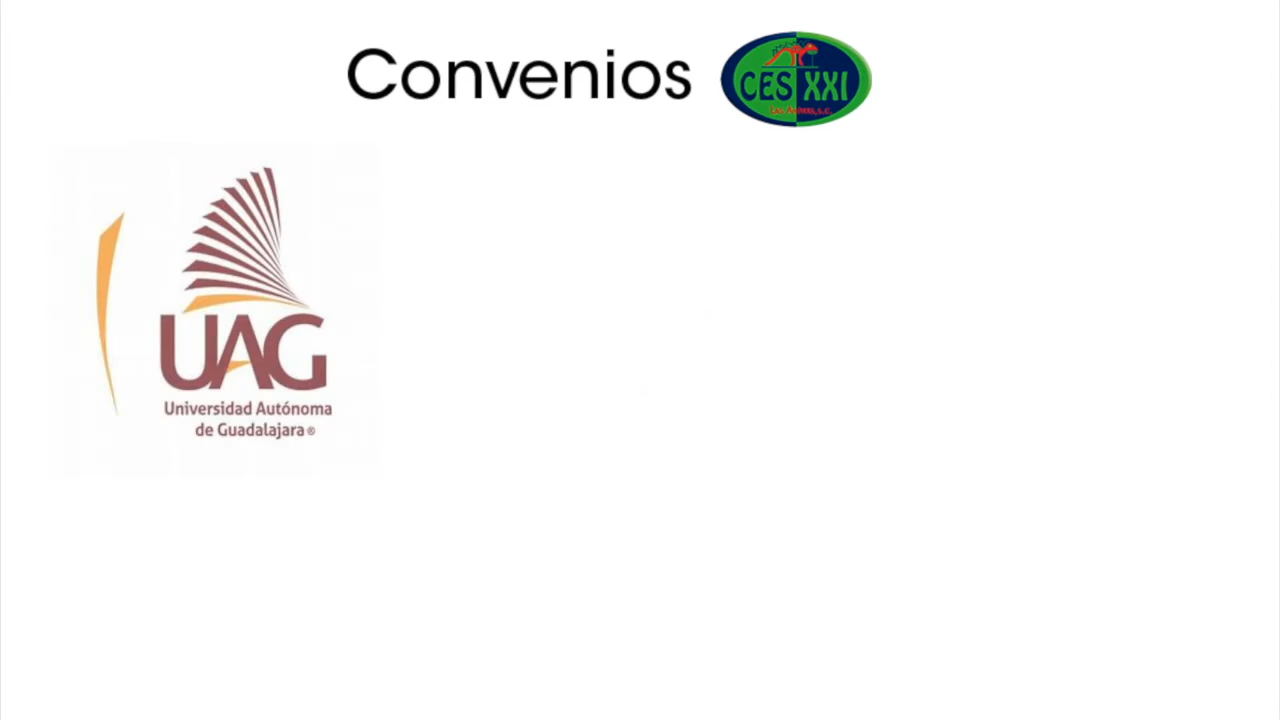 Convenios
CES XXI
UAG
Universidad Autónoma
de Guadalajara®